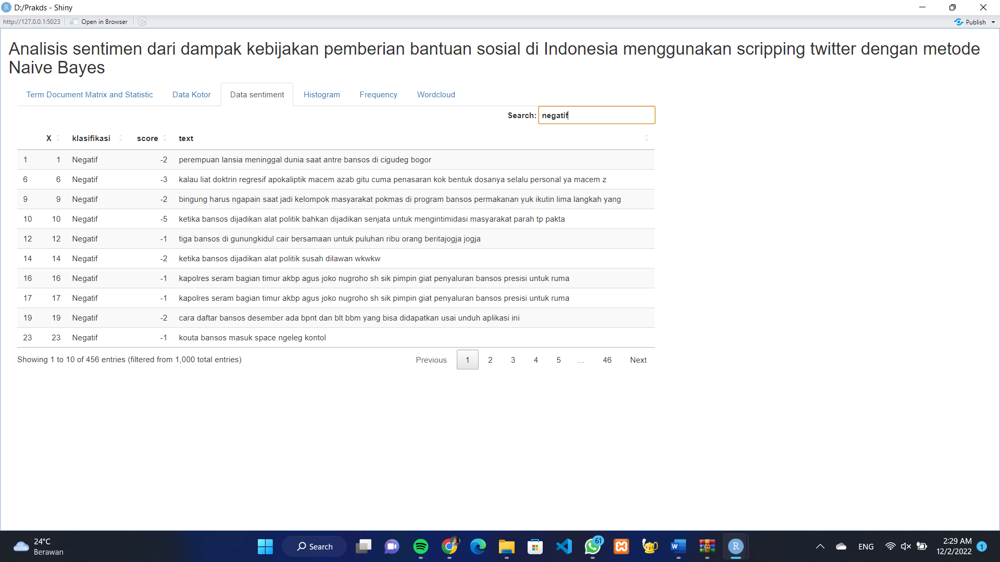 D:/Prakds - Shiny
http://127.0.0.1:5023 Open in Browser Publish
Analisis sentimen dari dampak kebijakan pemberian bantuan sosial di Indonesia menggunakan scripping twitter dengan metode
Naive Bayes
Term Document Matrix and Statistic Data Kotor Data sentiment Histogram Frequency Wordcloud
Search: negatif
X klasifikasi score text
1 1 Negatif -2 perempuan lansia meninggal dunia saat antre bansos di cigudeg bogor
6 6 Negatif -3 kalau liat doktrin regresif apokaliptik macem azab gitu cuma penasaran kok bentuk dosanya selalu personal ya macem z
9 9 Negatif -2 bingung harus ngapain saat jadi kelompok masyarakat pokmas di program bansos permakanan yuk ikutin lima langkah yang
10 10 Negatif -5 ketika bansos dijadikan alat politik bahkan dijadikan senjata untuk mengintimidasi masyarakat parah tp pakta
12 12 Negatif -1 tiga bansos di gunungkidul cair bersamaan untuk puluhan ribu orang beritajogja jogja
14 14 Negatif -2 ketika bansos dijadikan alat politik susah dilawan wkwkw
16 16 Negatif -1 kapolres seram bagian timur akbp agus joko nugroho sh sik pimpin giat penyaluran bansos presisi untuk ruma
17 17 Negatif -1 kapolres seram bagian timur akbp agus joko nugroho sh sik pimpin giat penyaluran bansos presisi untuk ruma
19 19 Negatif -2 cara daftar bansos desember ada bpnt dan blt bbm yang bisa didapatkan usai unduh aplikasi ini
23 23 Negatif -1 kouta bansos masuk space ngeleg kontol
Showing 1 to 10 of 456 entries (filtered from 1,000 total entries) Previous 1 2 3 4 5 … 46 Next
24°C
Berawan
Search
61
ENG
2:29 AM
12/2/2022
1